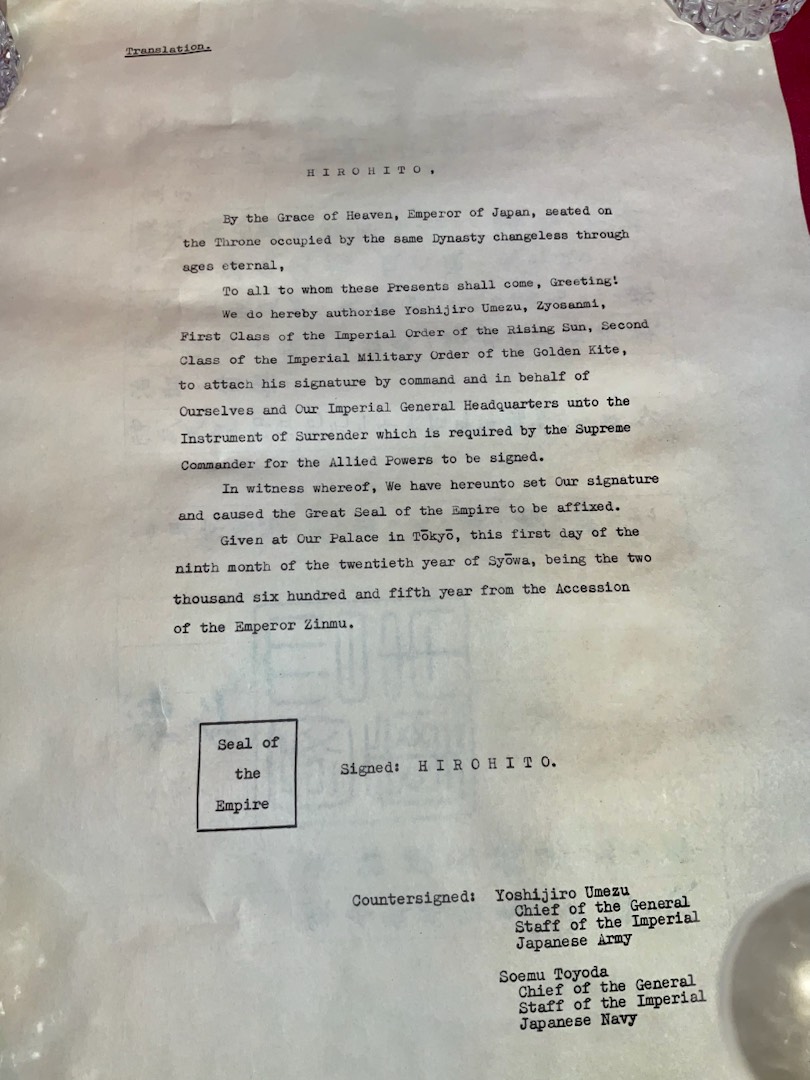 Translation.
H I R O H I T O ,
By the Grace of Heaven, Emperor of Japan, seated on
the Throne occupied by the same Dynasty changeless through
ages eternal,
To all to whom these Presents shall come, Greeting!
We do hereby authorise Yoshijiro Umezu, Zyosanmi,
First Class of the Imperial Order of the Rising Sun, Second
Class of the Imperial Military Order of the Golden Kite,
to attach his signature by command and in behalf of
Ourselves and Our Imperial General Headquarters unto the
Instrument of Surrender which is required by the Supreme
Commander for the Allied Powers to be signed.
In witness whereof, We have hereunto set Our signature
and caused the Great Seal of the Empire to be affixed.
Given at Our Palace in Tōkyō, this first day of the
ninth month of the twentieth year of Syōwa, being the two
thousand six hundred and fifth year from the Accession
of the Emperor Zinmu.
Seal of
the
Empire
Signed: H I R O H I T O.
Countersigned: Yoshijiro Umezu
Chief of the General
Staff of the Imperial
Japanese Army
Soemu Toyoda
Chief of the General
Staff of the Imperial
Japanese Navy